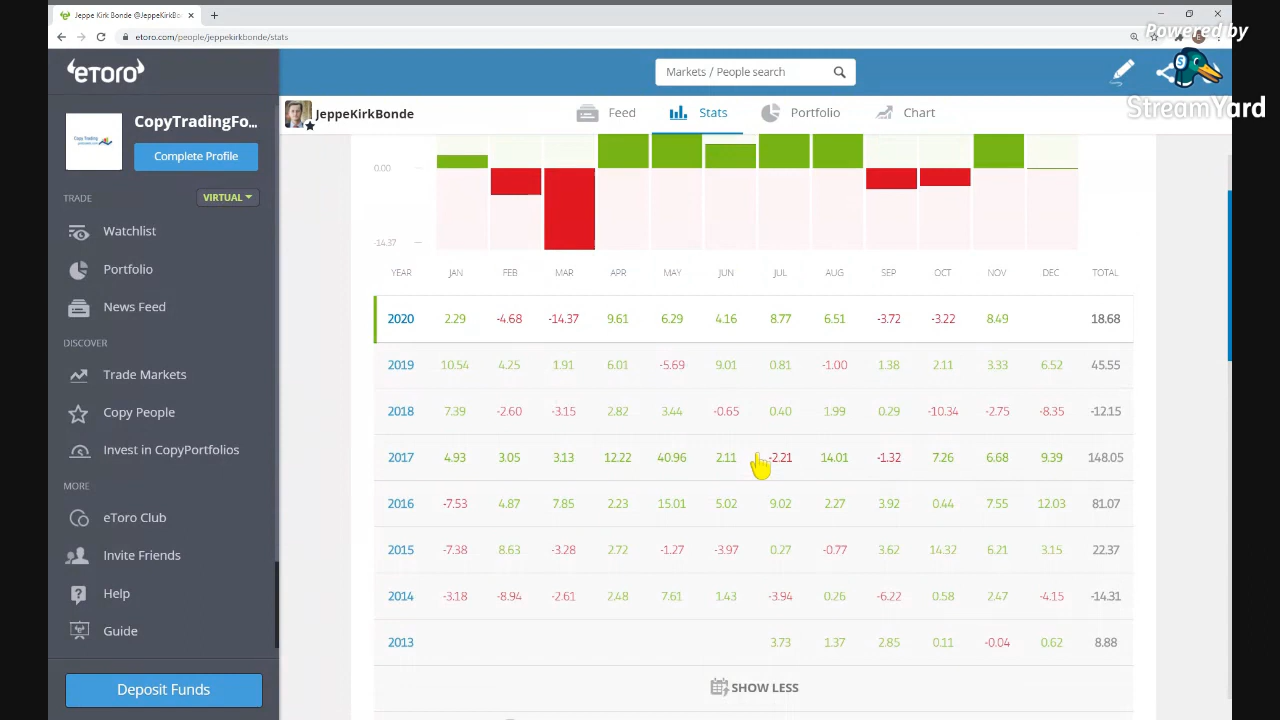 Jeppe Kirk Bonde @JeppeKirkBo
etoro.com/people/jeppekirkbonde/stats
Powered by
StreamYard
eToro
Markets / People search
CopyTradingFo...
Complete Profile
TRADE
VIRTUAL
Watchlist
Portfolio
News Feed
DISCOVER
Trade Markets
Copy People
Invest in CopyPortfolios
MORE
eToro Club
Invite Friends
Help
Guide
Deposit Funds
JeppeKirkBonde
Feed
Stats
Portfolio
Chart
0.00
-14.37
YEAR JAN FEB MAR APR MAY JUN JUL AUG SEP OCT NOV DEC TOTAL
2020 2.29 -4.68 -14.37 9.61 6.29 4.16 8.77 6.51 -3.72 -3.22 8.49 18.68
2019 10.54 4.25 1.91 6.01 -5.69 9.01 0.81 -1.00 1.38 2.11 3.33 6.52 45.55
2018 7.39 -2.60 -3.15 2.82 3.44 -0.65 0.40 1.99 0.29 -10.34 -2.75 -8.35 -12.15
2017 4.93 3.05 3.13 12.22 40.96 2.11 -2.21 14.01 -1.32 7.26 6.68 9.39 148.05
2016 -7.53 4.87 7.85 2.23 15.01 5.02 9.02 2.27 3.92 0.44 7.55 12.03 81.07
2015 -7.38 8.63 -3.28 2.72 -1.27 -3.97 0.27 -0.77 3.62 14.32 6.21 3.15 22.37
2014 -3.18 -8.94 -2.61 2.48 7.61 1.43 -3.94 0.26 -6.22 0.58 2.47 -4.15 -14.31
2013 3.73 1.37 2.85 0.11 -0.04 0.62 8.88
SHOW LESS